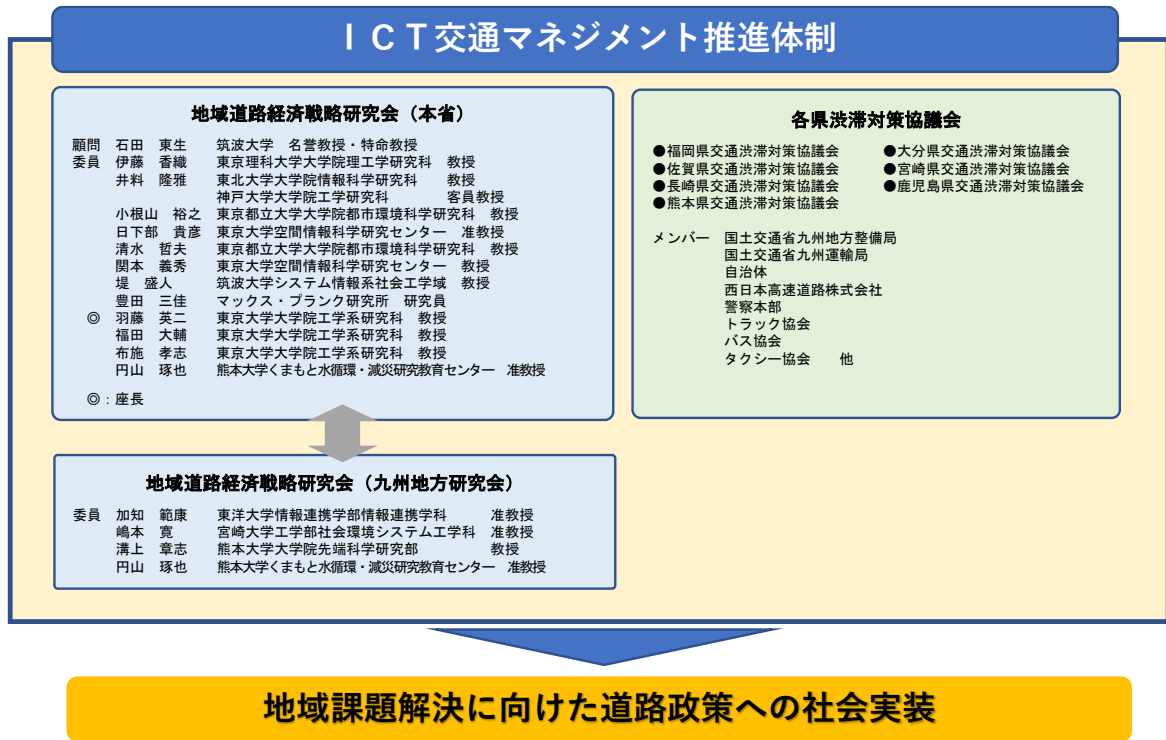 ＩＣＴ交通マネジメント推進体制
地域道路経済戦略研究会（本省）
顧問　石田　東生　筑波大学　名誉教授・特命教授
委員　伊藤　香織　東京理科大学大学院理工学研究科　教授
井料　隆雅　東北大学大学院情報科学研究科　教授
神戸大学大学院工学研究科　客員教授
小根山　裕之　東京都立大学大学院都市環境科学研究科　教授
日下部　貴彦　東京大学空間情報科学研究センター　准教授
清水　哲夫　東京都立大学大学院都市環境科学研究科　教授
関本　義秀　東京大学空間情報科学研究センター　教授
堤　盛人　筑波大学システム情報系社会工学域　教授
豊田　三佳　マックス・プランク研究所　研究員
◎　羽藤　英二　東京大学大学院工学系研究科　教授
福田　大輔　東京大学大学院工学系研究科　教授
布施　孝志　東京大学大学院工学系研究科　教授
円山　琢也　熊本大学くまもと水循環・減災研究教育センター　准教授
◎：座長
地域道路経済戦略研究会（九州地方研究会）
委員　加知　範康　東洋大学情報連携学部情報連携学科　准教授
嶋本　寛　宮崎大学工学部社会環境システム工学科　准教授
溝上　章志　熊本大学大学院先端科学研究部　教授
円山　琢也　熊本大学くまもと水循環・減災研究教育センター　准教授
各県渋滞対策協議会
●福岡県交通渋滞対策協議会　●大分県交通渋滞対策協議会
●佐賀県交通渋滞対策協議会　●宮崎県交通渋滞対策協議会
●長崎県交通渋滞対策協議会　●鹿児島県交通渋滞対策協議会
●熊本県交通渋滞対策協議会
メンバー　国土交通省九州地方整備局
国土交通省九州運輸局
自治体
西日本高速道路株式会社
警察本部
トラック協会
バス協会
タクシー協会　他
地域課題解決に向けた道路政策への社会実装